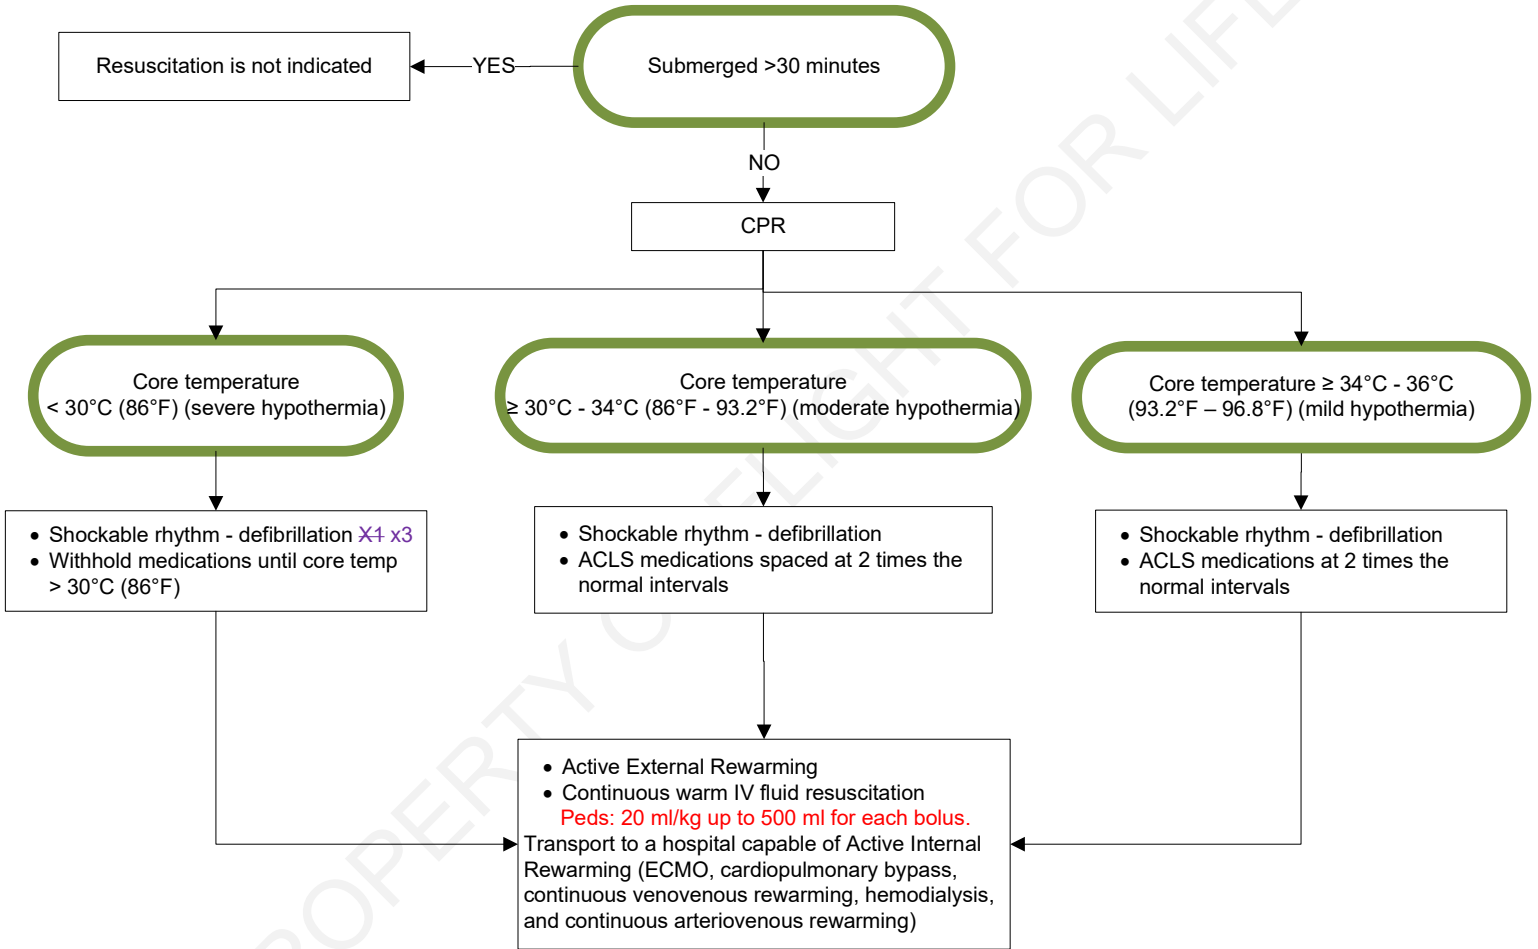 Submerged >30 minutes
YES
Resuscitation is not indicated
NO
CPR
Core temperature
< 30°C (86°F) (severe hypothermia)
Core temperature
≥ 30°C - 34°C (86°F - 93.2°F) (moderate hypothermia)
Core temperature ≥ 34°C - 36°C
(93.2°F – 96.8°F) (mild hypothermia)
• Shockable rhythm - defibrillation X1 x3
• Withhold medications until core temp
> 30°C (86°F)
• Shockable rhythm - defibrillation
• ACLS medications spaced at 2 times the
normal intervals
• Shockable rhythm - defibrillation
• ACLS medications at 2 times the
normal intervals
• Active External Rewarming
• Continuous warm IV fluid resuscitation
Peds: 20 ml/kg up to 500 ml for each bolus.
Transport to a hospital capable of Active Internal
Rewarming (ECMO, cardiopulmonary bypass,
continuous venovenous rewarming, hemodialysis,
and continuous arteriovenous rewarming)
PROPERTY OF FLIGHT FOR LIFE